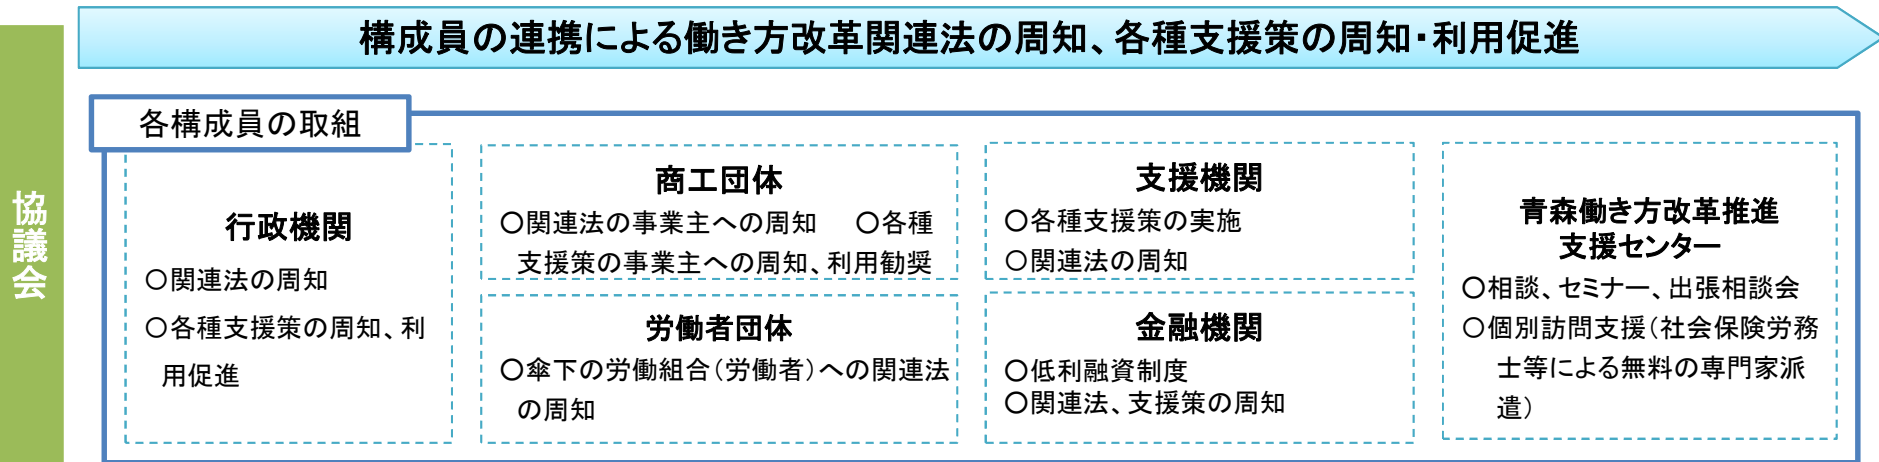 構成員の連携による働き方改革関連法の周知、各種支援策の周知・利用促進
協議会
各構成員の取組
行政機関
○関連法の周知
○各種支援策の周知、利
用促進
商工団体
○関連法の事業主への周知　○各種
支援策の事業主への周知、利用勧奨
労働者団体
○傘下の労働組合（労働者）への関連法
の周知
支援機関
○各種支援策の実施
○関連法の周知
金融機関
○低利融資制度
○関連法、支援策の周知
青森働き方改革推進
支援センター
○相談、セミナー、出張相談会
○個別訪問支援（社会保険労務
士等による無料の専門家派
遣）